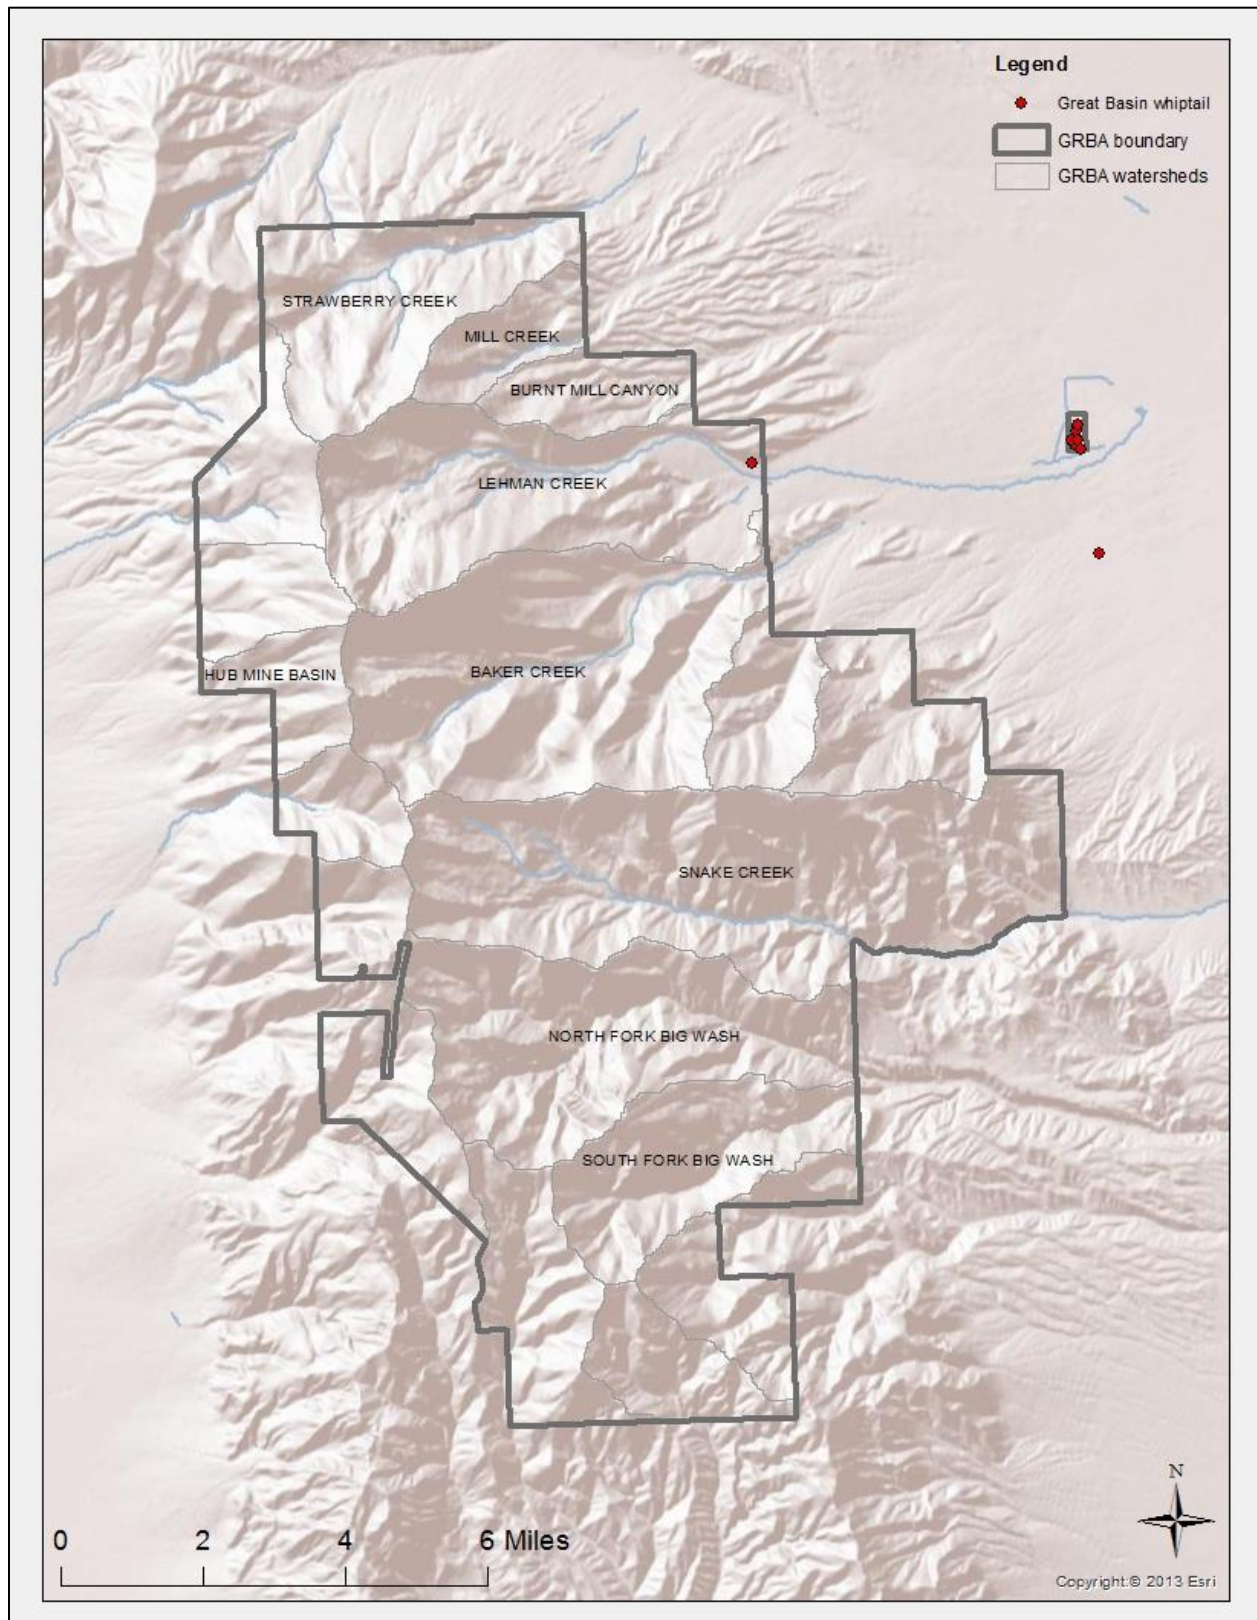 Legend
Great Basin whiptail
GRBA boundary
GRBA watersheds
STRAWBERRY CREEK
MILL CREEK
BURNT MILL CANYON
LEHMAN CREEK
HUB MINE BASIN
BAKER CREEK
SNAKE CREEK
NORTH FORK BIG WASH
SOUTH FORK BIG WASH
N
0 2 4 6 Miles
Copyright:© 2013 Esri